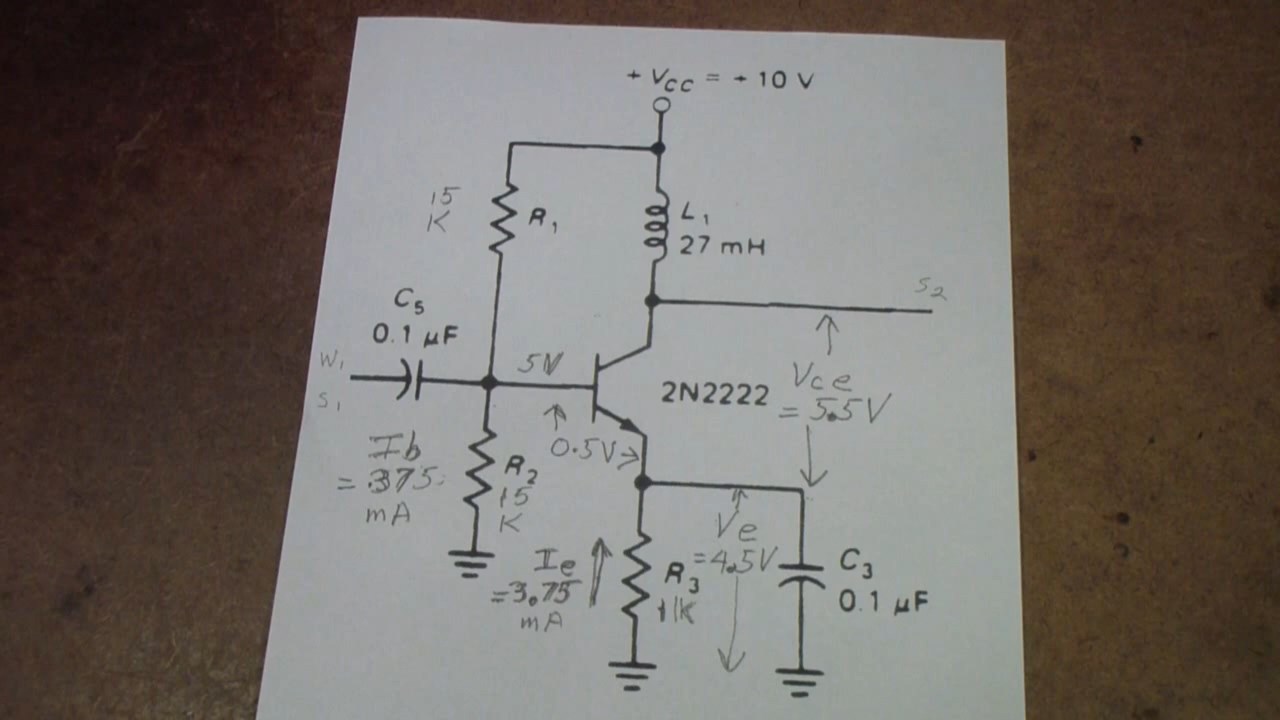 + VCC = + 10 V
15
K
R1
L1
27 mH
S2
C5
0.1 µF
W1
S1
5V
2N2222
Vce
= 5.5V
0.5V
Ib
= .375
mA
R2
15
K
Ve
= 4.5V
Ie
= 3.75
mA
R3
1K
C3
0.1 µF